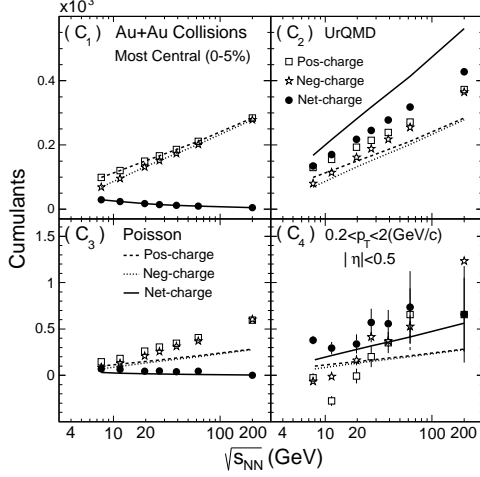 ×10³
(C₁) Au+Au Collisions
Most Central (0-5%)
(C₂) UrQMD
Pos-charge
Neg-charge
Net-charge
0.4
0.2
0
(C₃) Poisson
Pos-charge
Neg-charge
Net-charge
(C₄) 0.2<p_T<2(GeV/c)
| η|<0.5
1.5
1
0.5
0
Cumulants
4 10 20 100 200
4 10 20 100 200
√s_NN (GeV)